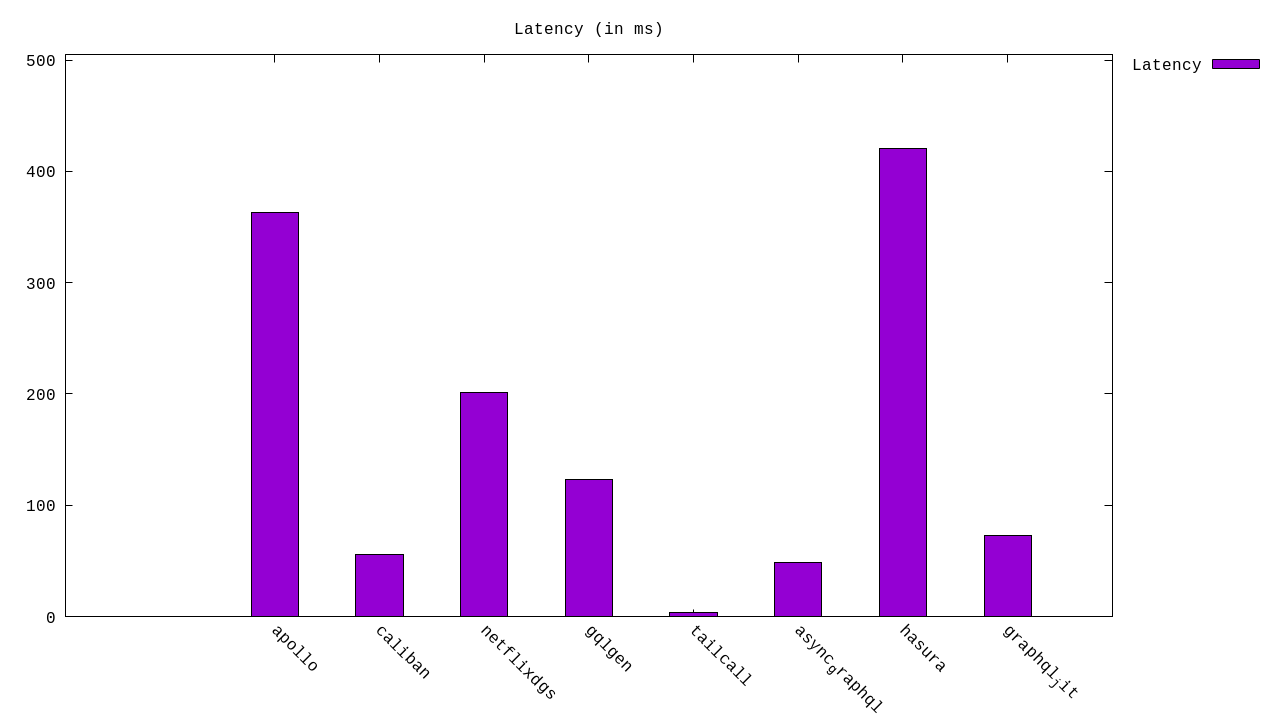 Latency (in ms)
Latency
500
400
300
200
100
0
apollo
caliban
netflixdgs
gqlgen
tailcall
async_graphql
hasura
graphql_jit